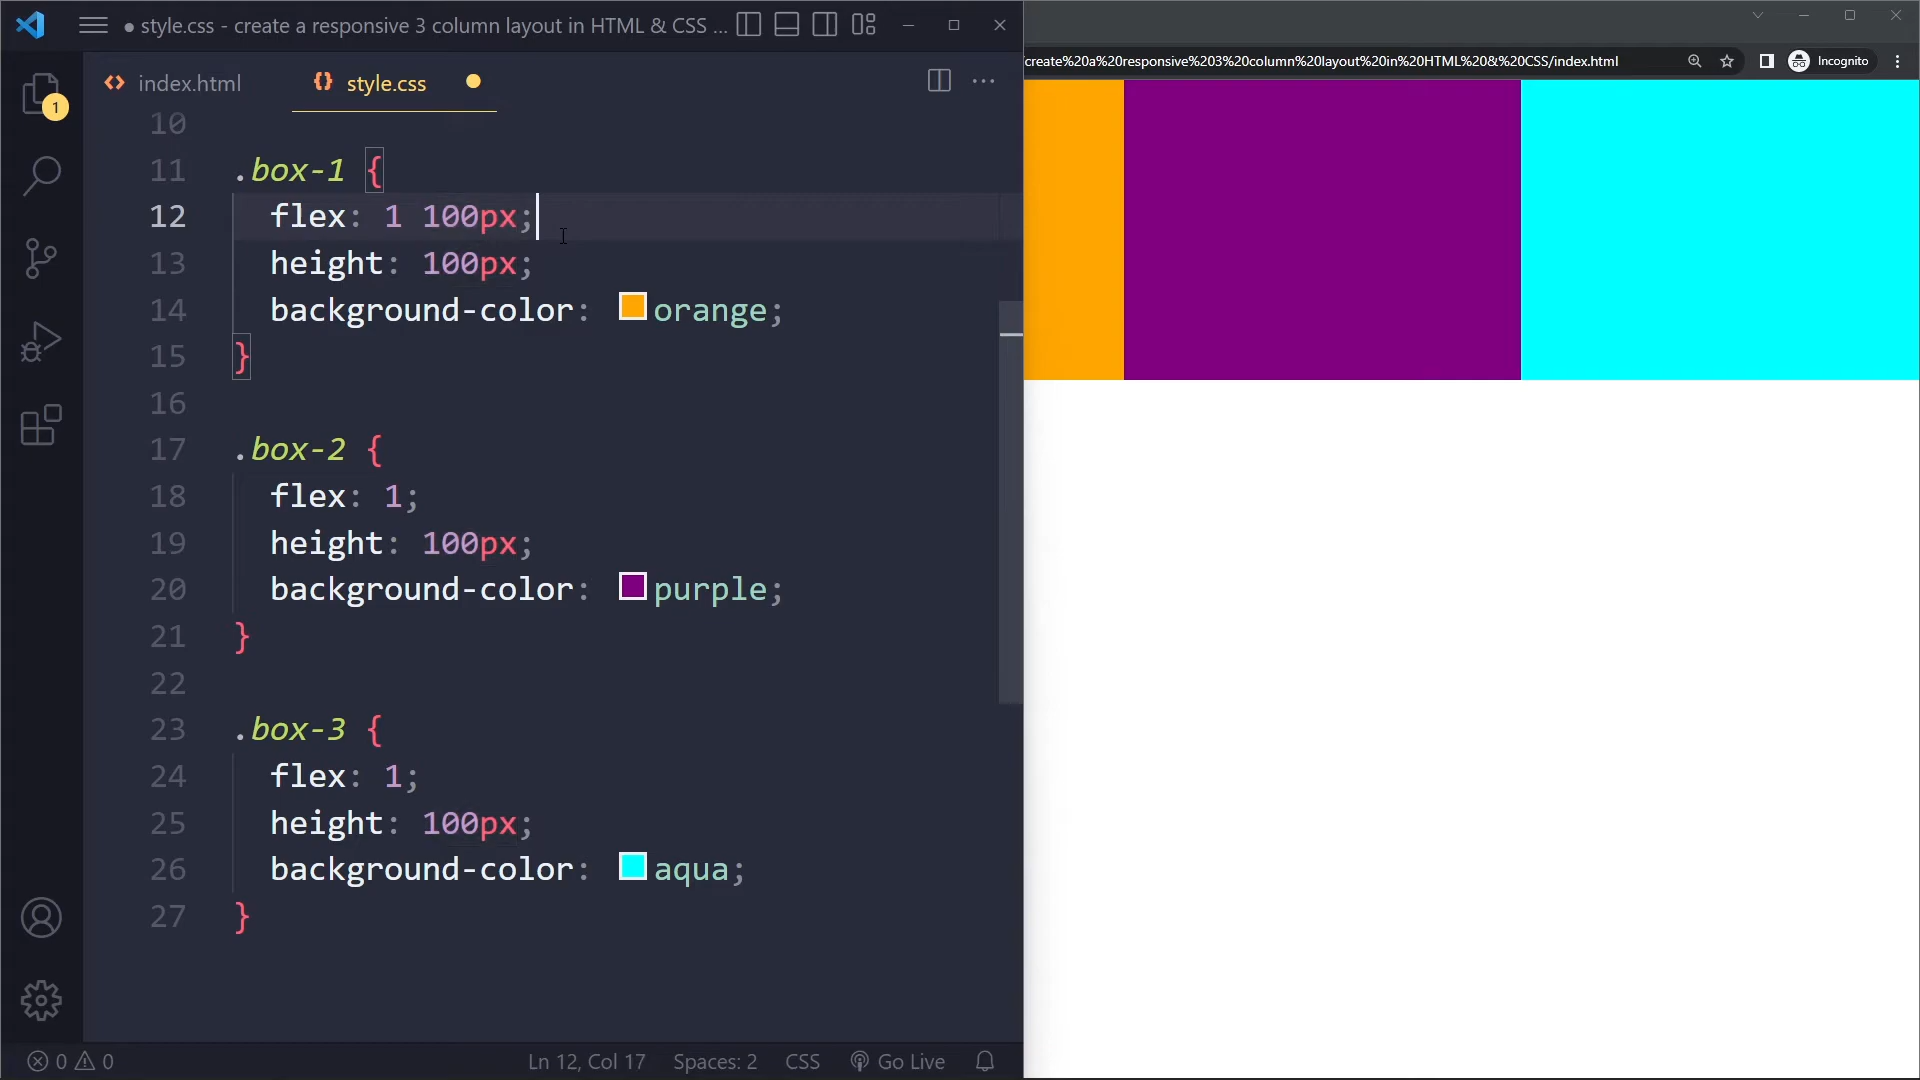 ● style.css - create a responsive 3 column layout in HTML & CSS ...
index.html
style.css
1
10
11 .box-1 {
12 flex: 1 100px;
13 height: 100px;
14 background-color: orange;
15 }
16
17 .box-2 {
18 flex: 1;
19 height: 100px;
20 background-color: purple;
21 }
22
23 .box-3 {
24 flex: 1;
25 height: 100px;
26 background-color: aqua;
27 }
0 0
Ln 12, Col 17 Spaces: 2 CSS Go Live
create%20a%20responsive%203%20column%20layout%20in%20HTML%20&%20CSS/index.html
Incognito